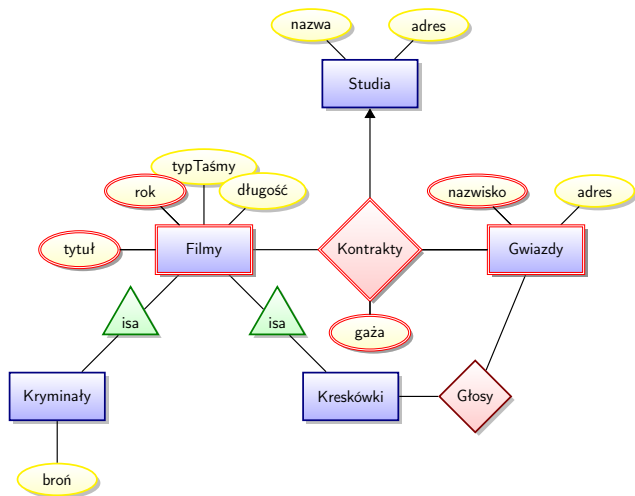 nazwa
adres
Studia
typTaśmy
rok
długość
nazwisko
adres
tytuł
Filmy
Kontrakty
Gwiazdy
isa
isa
gaża
Kryminały
Kreskówki
Głosy
broń